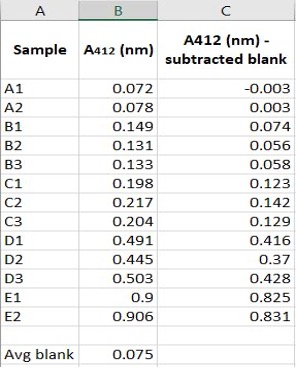 A B C
Sample A412 (nm) A412 (nm) - subtracted blank
A1 0.072 -0.003
A2 0.078 0.003
B1 0.149 0.074
B2 0.131 0.056
B3 0.133 0.058
C1 0.198 0.123
C2 0.217 0.142
C3 0.204 0.129
D1 0.491 0.416
D2 0.445 0.37
D3 0.503 0.428
E1 0.9 0.825
E2 0.906 0.831
Avg blank 0.075